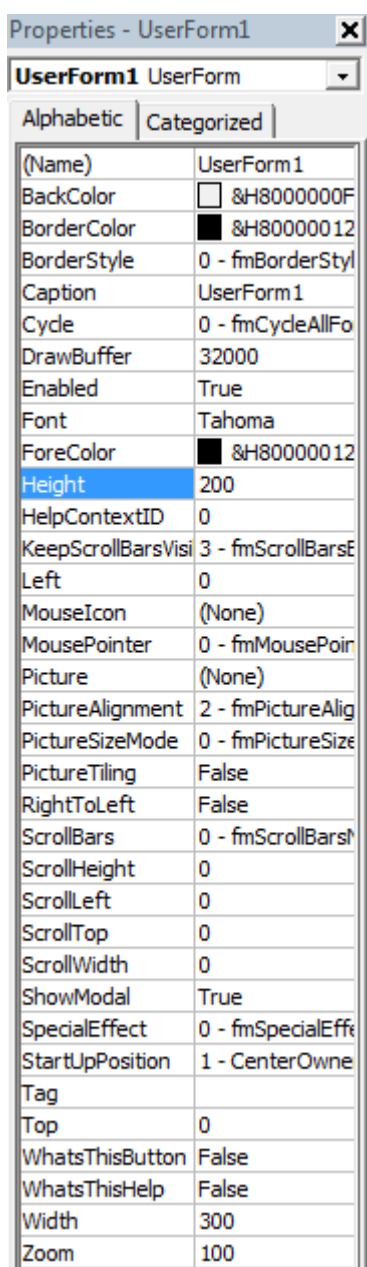 Properties - UserForm1
UserForm1 UserForm
Alphabetic Categorized
(Name) UserForm1
BackColor &H8000000F
BorderColor &H80000012
BorderStyle 0 - fmBorderStyl
Caption UserForm1
Cycle 0 - fmCycleAllFo
DrawBuffer 32000
Enabled True
Font Tahoma
ForeColor &H80000012
Height 200
HelpContextID 0
KeepScrollBarsVisi 3 - fmScrollBarsB
Left 0
MouseIcon (None)
MousePointer 0 - fmMousePoin
Picture (None)
PictureAlignment 2 - fmPictureAlig
PictureSizeMode 0 - fmPictureSize
PictureTiling False
RightToLeft False
ScrollBars 0 - fmScrollBarsN
ScrollHeight 0
ScrollLeft 0
ScrollTop 0
ScrollWidth 0
ShowModal True
SpecialEffect 0 - fmSpecialEffe
StartUpPosition 1 - CenterOwne
Tag
Top 0
WhatsThisButton False
WhatsThisHelp False
Width 300
Zoom 100